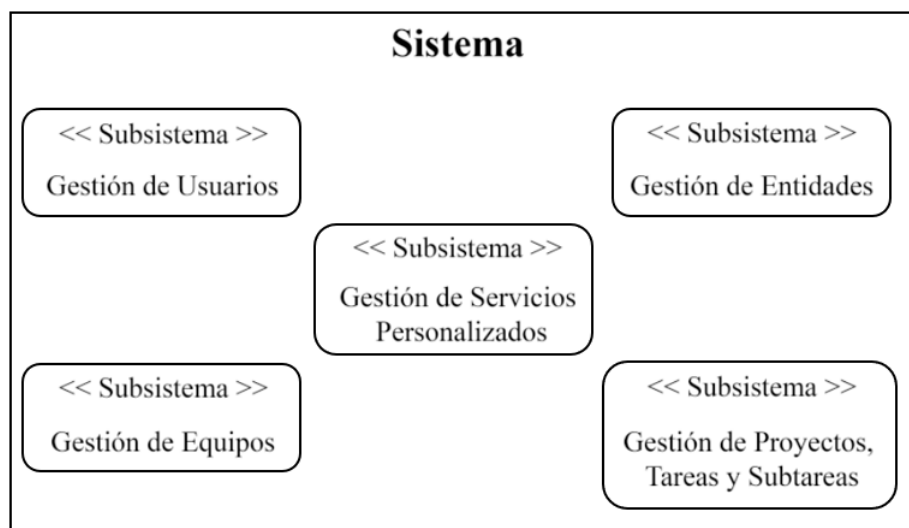 Sistema
<< Subsistema >>
Gestión de Usuarios
<< Subsistema >>
Gestión de Entidades
<< Subsistema >>
Gestión de Servicios
Personalizados
<< Subsistema >>
Gestión de Equipos
<< Subsistema >>
Gestión de Proyectos,
Tareas y Subtareas